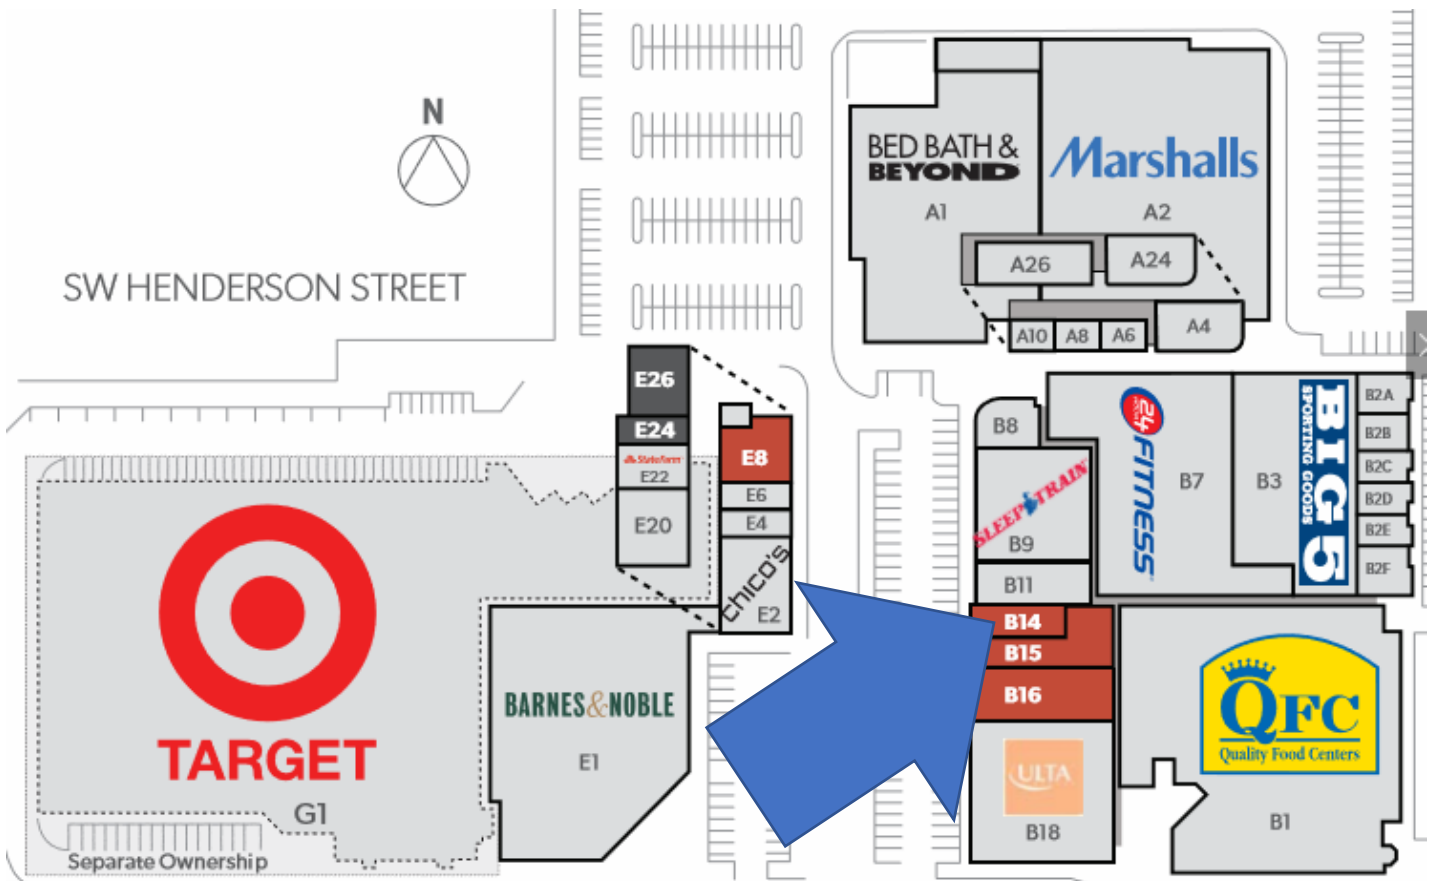 N
SW HENDERSON STREET
BED BATH &
BEYOND
A1
Marshalls
A2
A26
A24
A10
A8
A6
A4
E26
E24
StateFarm
E22
E20
E8
E6
E4
chico's
E2
TARGET
G1
Separate Ownership
BARNES&NOBLE
E1
B8
SLEEP TRAIN
B9
B11
B14
B15
B16
ULTA
B18
24
FITNESS
B7
B3
BIG 5
SPORTING GOODS
B2A
B2B
B2C
B2D
B2E
B2F
QFC
Quality Food Centers
B1